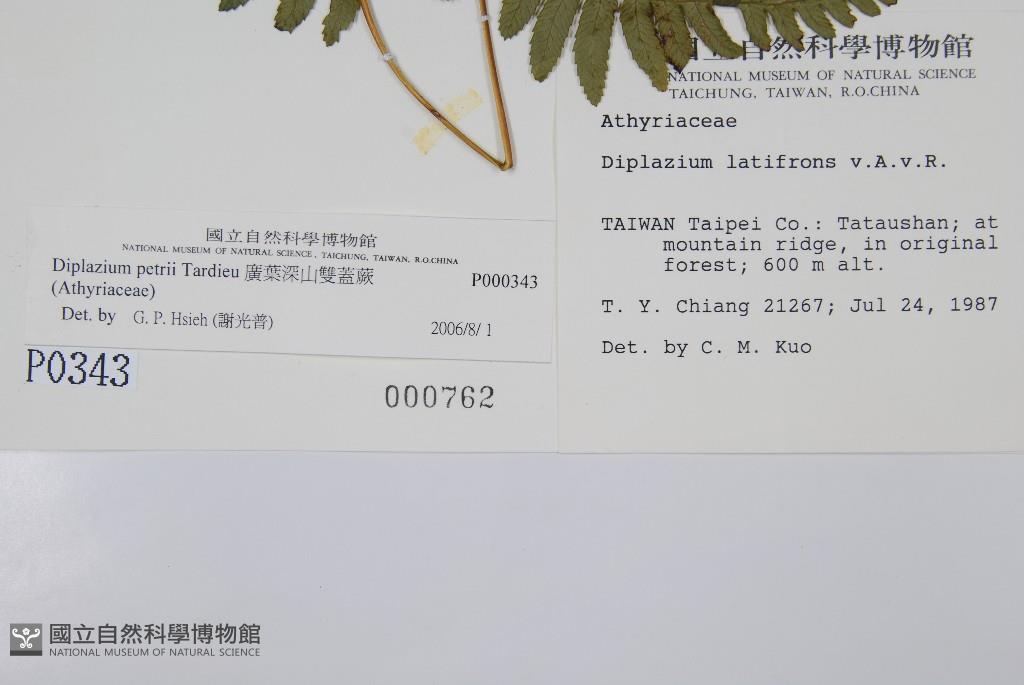 國立自然科學博物館
NATIONAL MUSEUM OF NATURAL SCIENCE
TAICHUNG, TAIWAN, R.O.CHINA
Athyriaceae
Diplazium latifrons v.A.v.R.
TAIWAN Taipei Co.: Tataushan; at
mountain ridge, in original
forest; 600 m alt.
T. Y. Chiang 21267; Jul 24, 1987
Det. by C. M. Kuo
國立自然科學博物館
NATIONAL MUSEUM OF NATURAL SCIENCE, TAICHUNG, TAIWAN, R.O.CHINA
Diplazium petrii Tardieu 廣葉深山雙蓋蕨 P000343
(Athyriaceae)
Det. by G. P. Hsieh (謝光普) 2006/8/1
P0343
000762
國立自然科學博物館
NATIONAL MUSEUM OF NATURAL SCIENCE